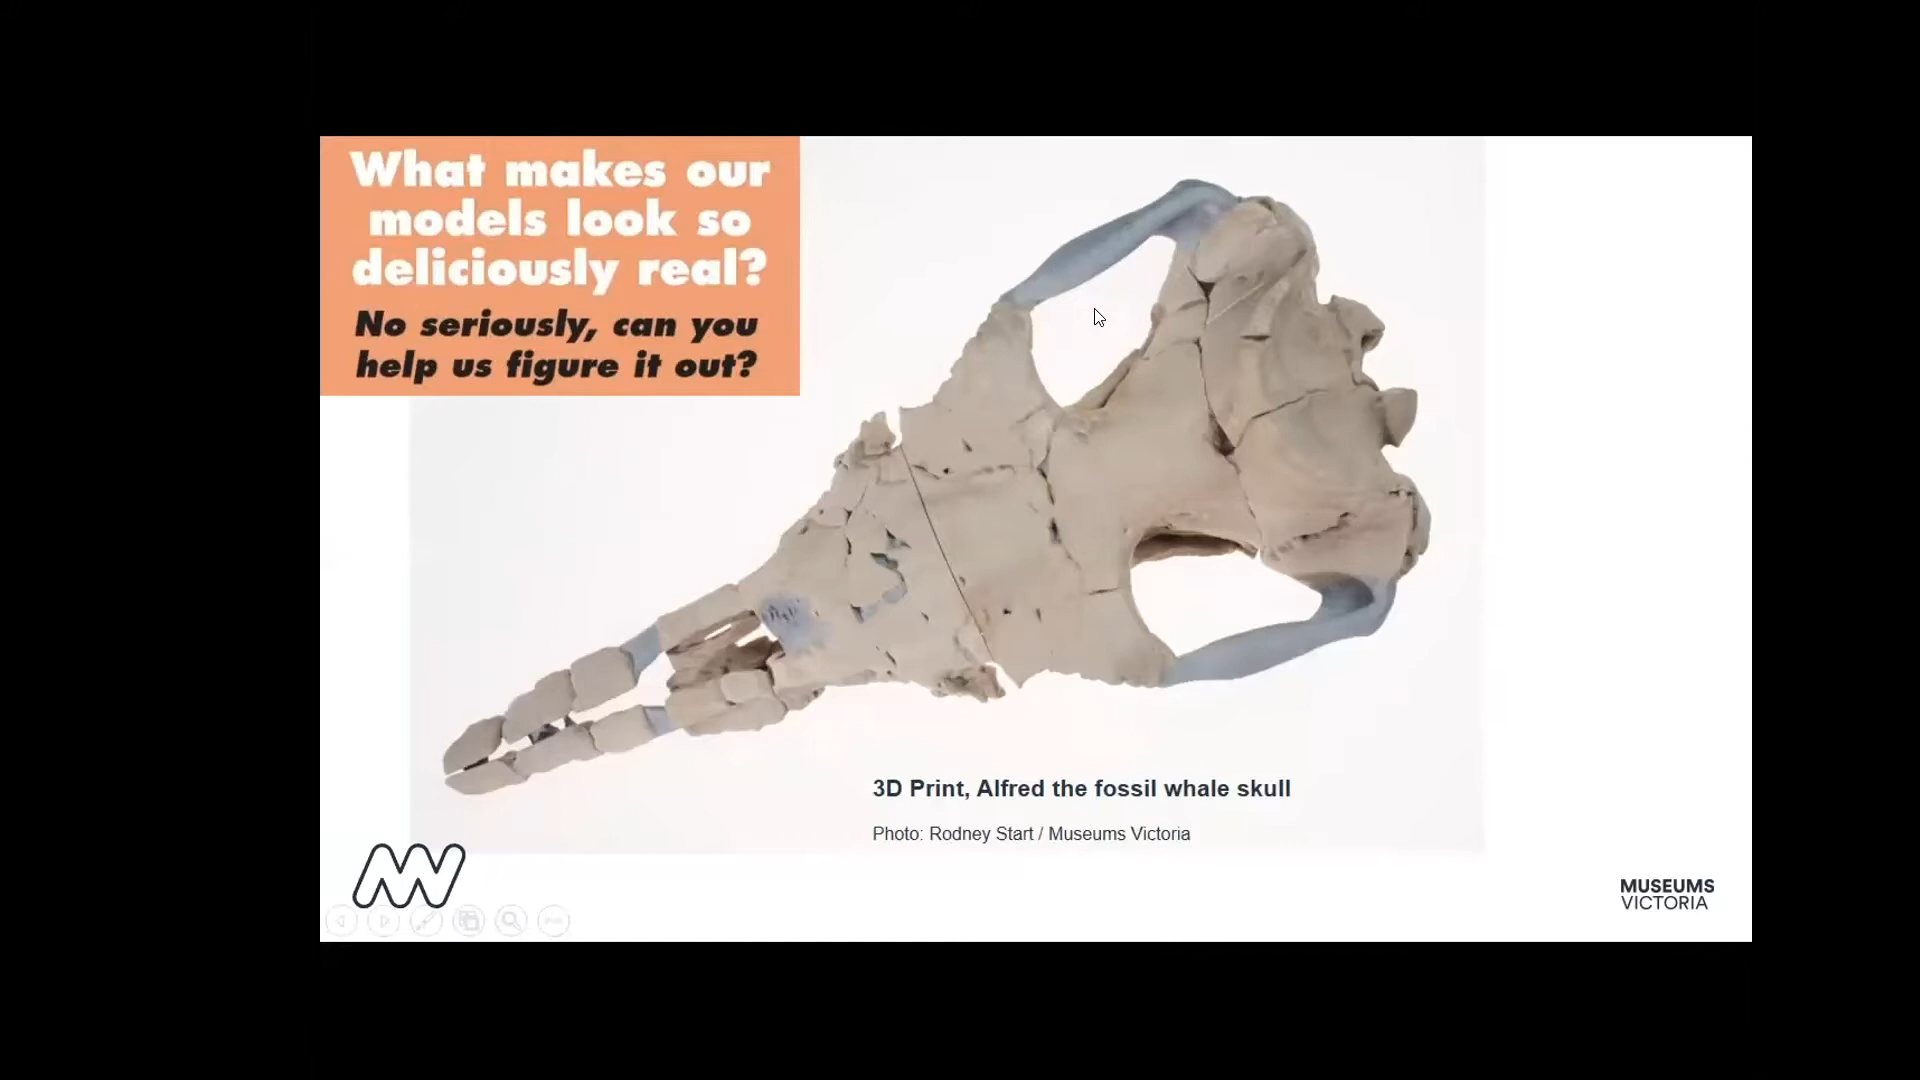 What makes our
models look so
deliciously real?
No seriously, can you
help us figure it out?
3D Print, Alfred the fossil whale skull
Photo: Rodney Start / Museums Victoria
MUSEUMS
VICTORIA